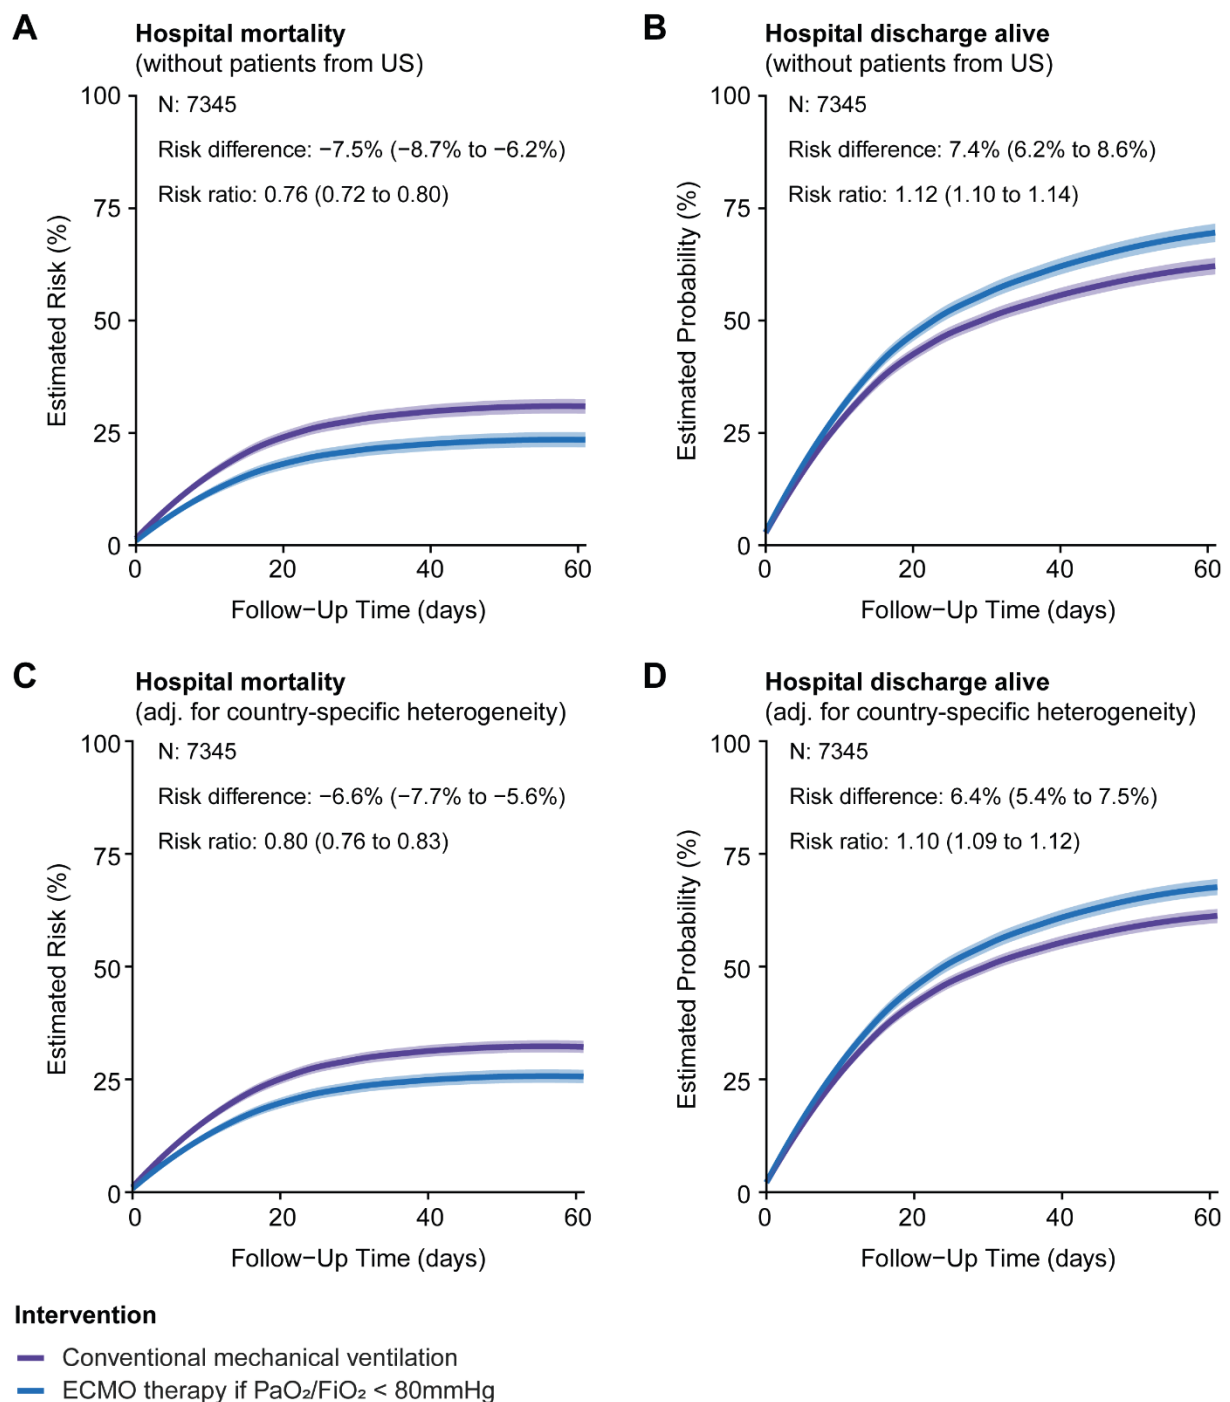 A
Hospital mortality
(without patients from US)
N: 7345
Risk difference: −7.5% (−8.7% to −6.2%)
Risk ratio: 0.76 (0.72 to 0.80)
Estimated Risk (%)
100
75
50
25
0
0 20 40 60
Follow−Up Time (days)
B
Hospital discharge alive
(without patients from US)
N: 7345
Risk difference: 7.4% (6.2% to 8.6%)
Risk ratio: 1.12 (1.10 to 1.14)
Estimated Probability (%)
100
75
50
25
0
0 20 40 60
Follow−Up Time (days)
C
Hospital mortality
(adj. for country-specific heterogeneity)
N: 7345
Risk difference: −6.6% (−7.7% to −5.6%)
Risk ratio: 0.80 (0.76 to 0.83)
Estimated Risk (%)
100
75
50
25
0
0 20 40 60
Follow−Up Time (days)
D
Hospital discharge alive
(adj. for country-specific heterogeneity)
N: 7345
Risk difference: 6.4% (5.4% to 7.5%)
Risk ratio: 1.10 (1.09 to 1.12)
Estimated Probability (%)
100
75
50
25
0
0 20 40 60
Follow−Up Time (days)
Intervention
Conventional mechanical ventilation
ECMO therapy if PaO₂/FiO₂ < 80mmHg